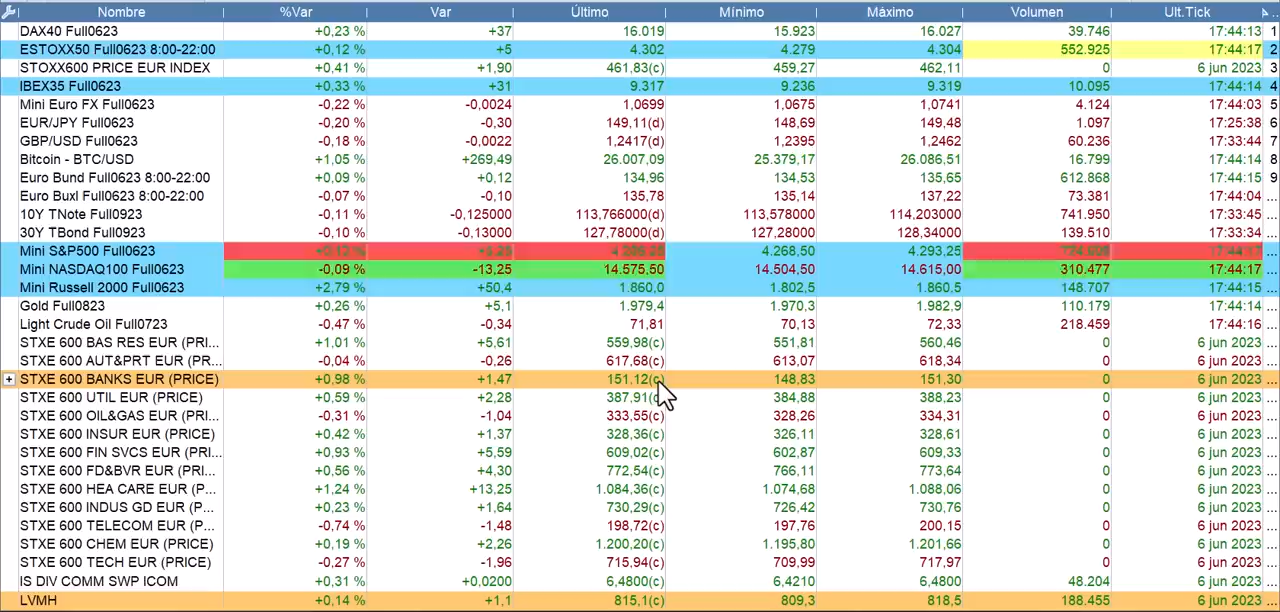 Nombre %Var Var Último Mínimo Máximo Volumen Ult.Tick ...
DAX40 Full0623 +0,23 % +37 16.019 15.923 16.027 39.746 17:44:13 1
ESTOXX50 Full0623 8:00-22:00 +0,12 % +5 4.302 4.279 4.304 552.925 17:44:17 2
STOXX600 PRICE EUR INDEX +0,41 % +1,90 461,83(c) 459,27 462,11 0 6 jun 2023 3
IBEX35 Full0623 +0,33 % +31 9.317 9.236 9.319 10.095 17:44:14 4
Mini Euro FX Full0623 -0,22 % -0,0024 1,0699 1,0675 1,0741 4.124 17:44:03 5
EUR/JPY Full0623 -0,20 % -0,30 149,11(d) 148,69 149,48 1.097 17:25:38 6
GBP/USD Full0623 -0,18 % -0,0022 1,2417(d) 1,2395 1,2462 60.236 17:33:44 7
Bitcoin - BTC/USD +1,05 % +269,49 26.007,09 25.379,17 26.086,51 16.799 17:44:14 8
Euro Bund Full0623 8:00-22:00 +0,09 % +0,12 134,96 134,53 135,65 612.868 17:44:15 9
Euro Buxl Full0623 8:00-22:00 -0,07 % -0,10 135,78 135,14 137,22 73.381 17:44:04 ...
10Y TNote Full0923 -0,11 % -0,125000 113,766000(d) 113,578000 114,203000 741.950 17:33:45 ...
30Y TBond Full0923 -0,10 % -0,13000 127,78000(d) 127,28000 128,34000 139.510 17:33:34 ...
Mini S&P500 Full0623 4.268,50 4.293,25 17:44:17 ...
Mini NASDAQ100 Full0623 -0,09 % -13,25 14.575,50 14.504,50 14.615,00 310.477 17:44:17 ...
Mini Russell 2000 Full0623 +2,79 % +50,4 1.860,0 1.802,5 1.860,5 148.707 17:44:15 ...
Gold Full0823 +0,26 % +5,1 1.979,4 1.970,3 1.982,9 110.179 17:44:14 ...
Light Crude Oil Full0723 -0,47 % -0,34 71,81 70,13 72,33 218.459 17:44:16 ...
STXE 600 BAS RES EUR (PRI... +1,01 % +5,61 559,98(c) 551,81 560,46 0 6 jun 2023 ...
STXE 600 AUT&PRT EUR (PR... -0,04 % -0,26 617,68(c) 613,07 618,34 0 6 jun 2023 ...
STXE 600 BANKS EUR (PRICE) +0,98 % +1,47 151,12(c) 148,83 151,30 0 6 jun 2023 ...
STXE 600 UTIL EUR (PRICE) +0,59 % +2,28 387,91(c) 384,88 388,23 0 6 jun 2023 ...
STXE 600 OIL&GAS EUR (PRI... -0,31 % -1,04 333,55(c) 328,26 334,31 0 6 jun 2023 ...
STXE 600 INSUR EUR (PRICE) +0,42 % +1,37 328,36(c) 326,11 328,61 0 6 jun 2023 ...
STXE 600 FIN SVCS EUR (PRI... +0,93 % +5,59 609,02(c) 602,87 609,33 0 6 jun 2023 ...
STXE 600 FD&BVR EUR (PRI... +0,56 % +4,30 772,54(c) 766,11 773,64 0 6 jun 2023 ...
STXE 600 HEA CARE EUR (P... +1,24 % +13,25 1.084,36(c) 1.074,68 1.088,06 0 6 jun 2023 ...
STXE 600 INDUS GD EUR (P... +0,23 % +1,64 730,29(c) 726,42 730,76 0 6 jun 2023 ...
STXE 600 TELECOM EUR (P... -0,74 % -1,48 198,72(c) 197,76 200,15 0 6 jun 2023 ...
STXE 600 CHEM EUR (PRICE) +0,19 % +2,26 1.200,20(c) 1.195,80 1.201,66 0 6 jun 2023 ...
STXE 600 TECH EUR (PRICE) -0,27 % -1,96 715,94(c) 709,99 717,97 0 6 jun 2023 ...
IS DIV COMM SWP ICOM +0,31 % +0,0200 6,4800(c) 6,4210 6,4800 48.204 6 jun 2023 ...
LVMH +0,14 % +1,1 815,1(c) 809,3 818,5 188.455 6 jun 2023 ...